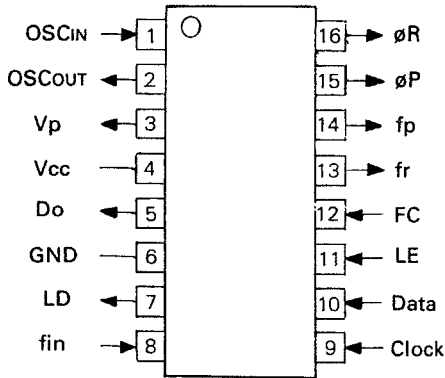 OSCIN 1 16 øR
OSCOUT 2 15 øP
Vp 3 14 fp
Vcc 4 13 fr
Do 5 12 FC
GND 6 11 LE
LD 7 10 Data
fin 8 9 Clock